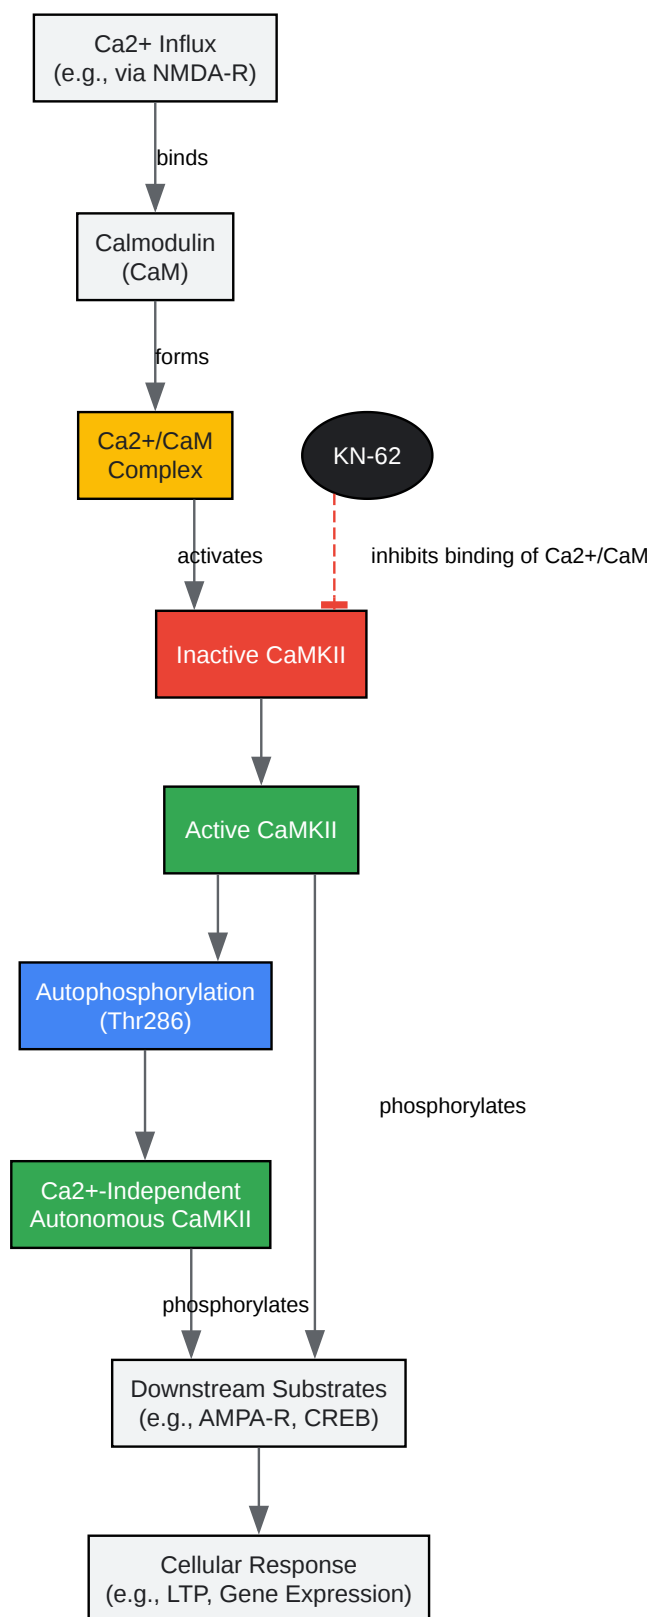 Ca2+ Influx
(e.g., via NMDA-R)
binds
Calmodulin
(CaM)
forms
Ca2+/CaM
Complex
KN-62
activates
inhibits binding of Ca2+/CaM
Inactive CaMKII
Active CaMKII
Autophosphorylation
(Thr286)
phosphorylates
Ca2+-Independent
Autonomous CaMKII
phosphorylates
Downstream Substrates
(e.g., AMPA-R, CREB)
Cellular Response
(e.g., LTP, Gene Expression)